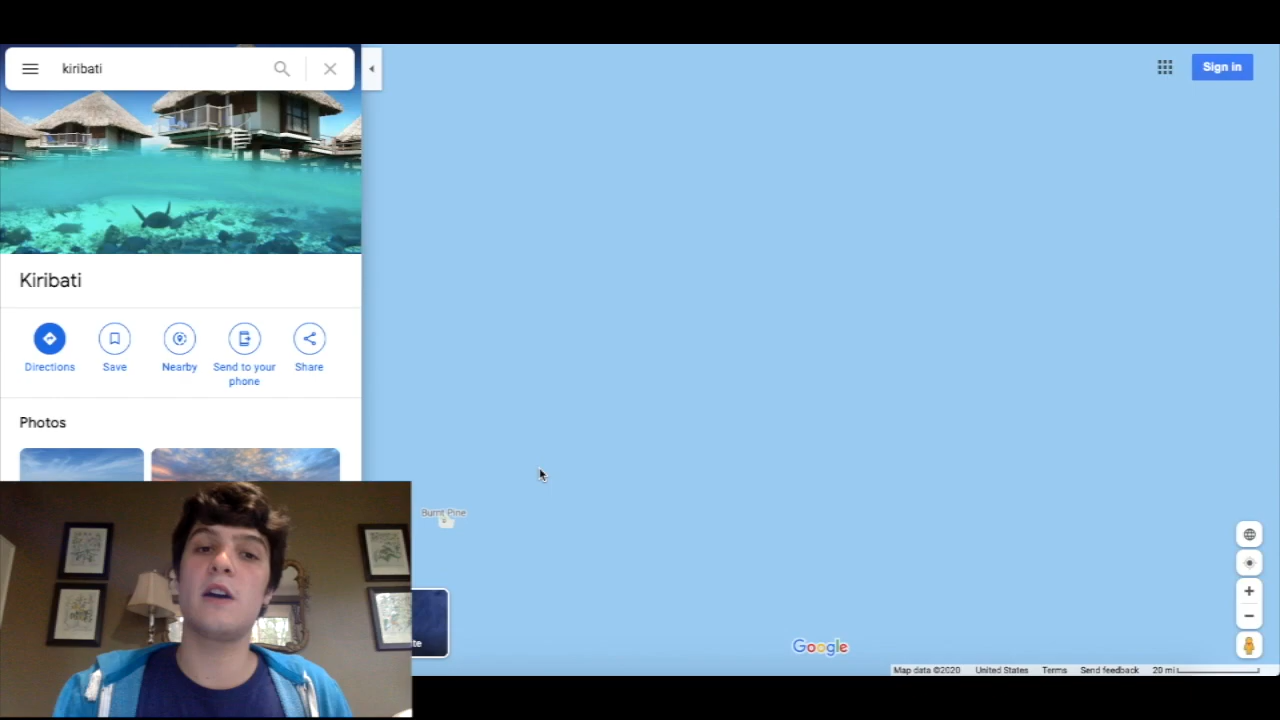 kiribati
Sign in
Kiribati
Directions
Save
Nearby
Send to your
phone
Share
Photos
Burnt Pine
te
Google
Map data ©2020 United States Terms Send feedback 20 mi